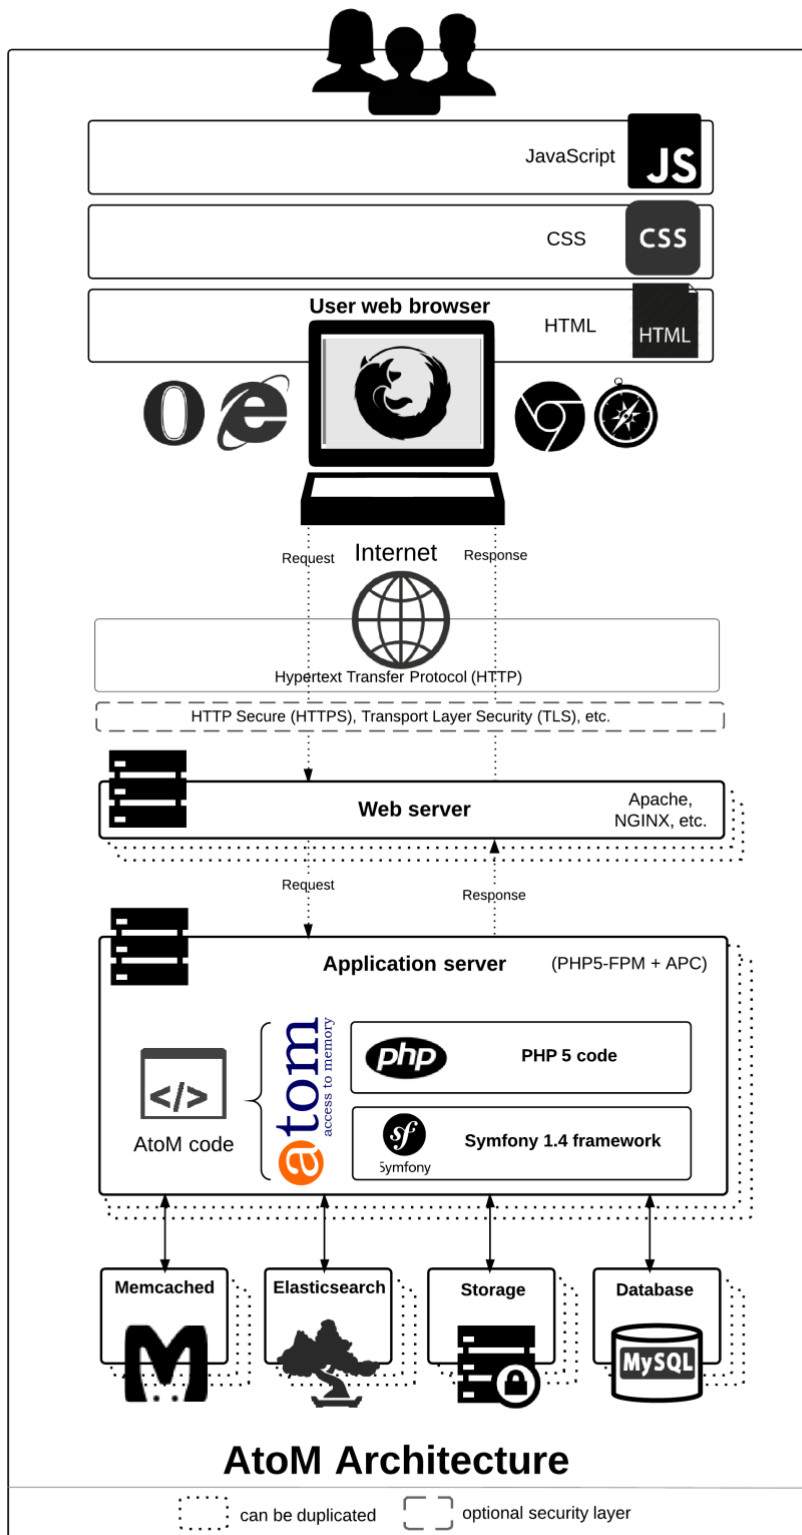 JavaScript
JS
CSS
CSS
User web browser
HTML
HTML
Request
Internet
Response
Hypertext Transfer Protocol (HTTP)
HTTP Secure (HTTPS), Transport Layer Security (TLS), etc.
Web server
Apache,
NGINX, etc.
Request
Response
Application server
(PHP5-FPM + APC)
</>
AtoM code
atom
access to memory
php
PHP 5 code
sf
Symfony
Symfony 1.4 framework
Memcached
Elasticsearch
Storage
Database
M
MySQL
AtoM Architecture
can be duplicated
optional security layer